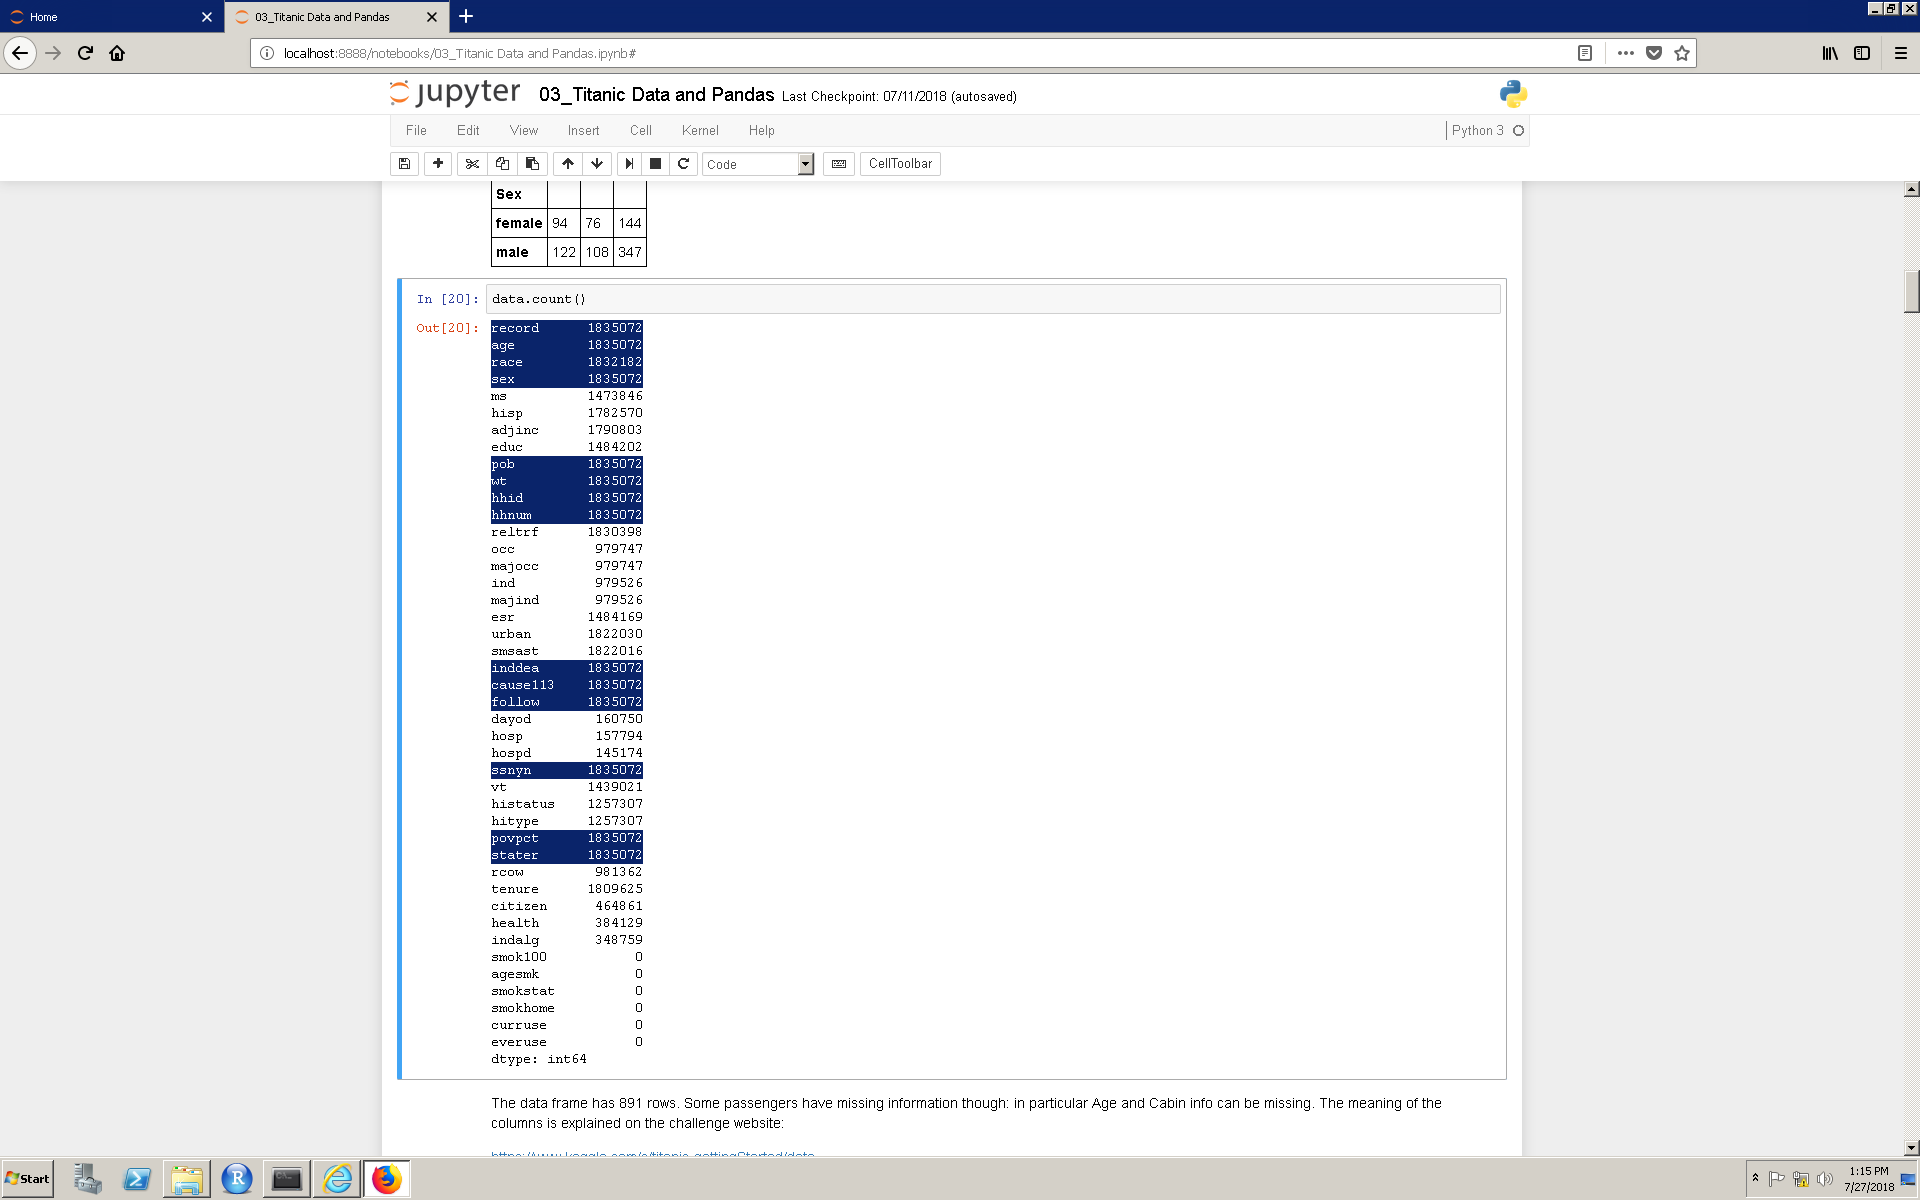 Home
03_Titanic Data and Pandas
localhost:8888/notebooks/03_Titanic Data and Pandas.ipynb#
jupyter 03_Titanic Data and Pandas Last Checkpoint: 07/11/2018 (autosaved)
File Edit View Insert Cell Kernel Help Python 3
Code CellToolbar
Sex
female 94 76 144
male 122 108 347
In [20]: data.count()
Out[20]: record 1835072
age 1835072
race 1832182
sex 1835072
ms 1473846
hisp 1782570
adjinc 1790803
educ 1484202
pob 1835072
wt 1835072
hhid 1835072
hhnum 1835072
reltrf 1830398
occ 979747
majocc 979747
ind 979526
majind 979526
esr 1484169
urban 1822030
smsast 1822016
inddea 1835072
cause113 1835072
follow 1835072
dayod 160750
hosp 157794
hospd 145174
ssnyn 1835072
vt 1439021
histatus 1257307
hitype 1257307
povpct 1835072
stater 1835072
rcow 981362
tenure 1809625
citizen 464861
health 384129
indalg 348759
smok100 0
agesmk 0
smokstat 0
smokhome 0
curruse 0
everuse 0
dtype: int64
The data frame has 891 rows. Some passengers have missing information though: in particular Age and Cabin info can be missing. The meaning of the
columns is explained on the challenge website:
https://www.kaggle.com/c/titanic-gettingStarted/data
Start
1:15 PM
7/27/2018